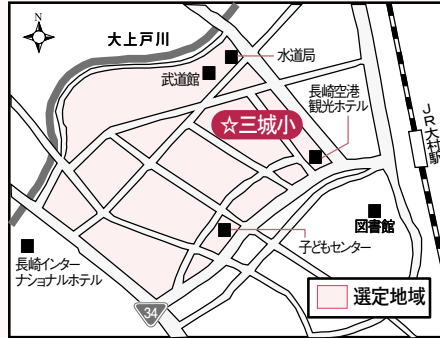 N
大上戸川
水道局
武道館
長崎空港
観光ホテル
☆三城小
JR大村駅
図書館
子どもセンター
長崎インター
ナショナルホテル
34
選定地域